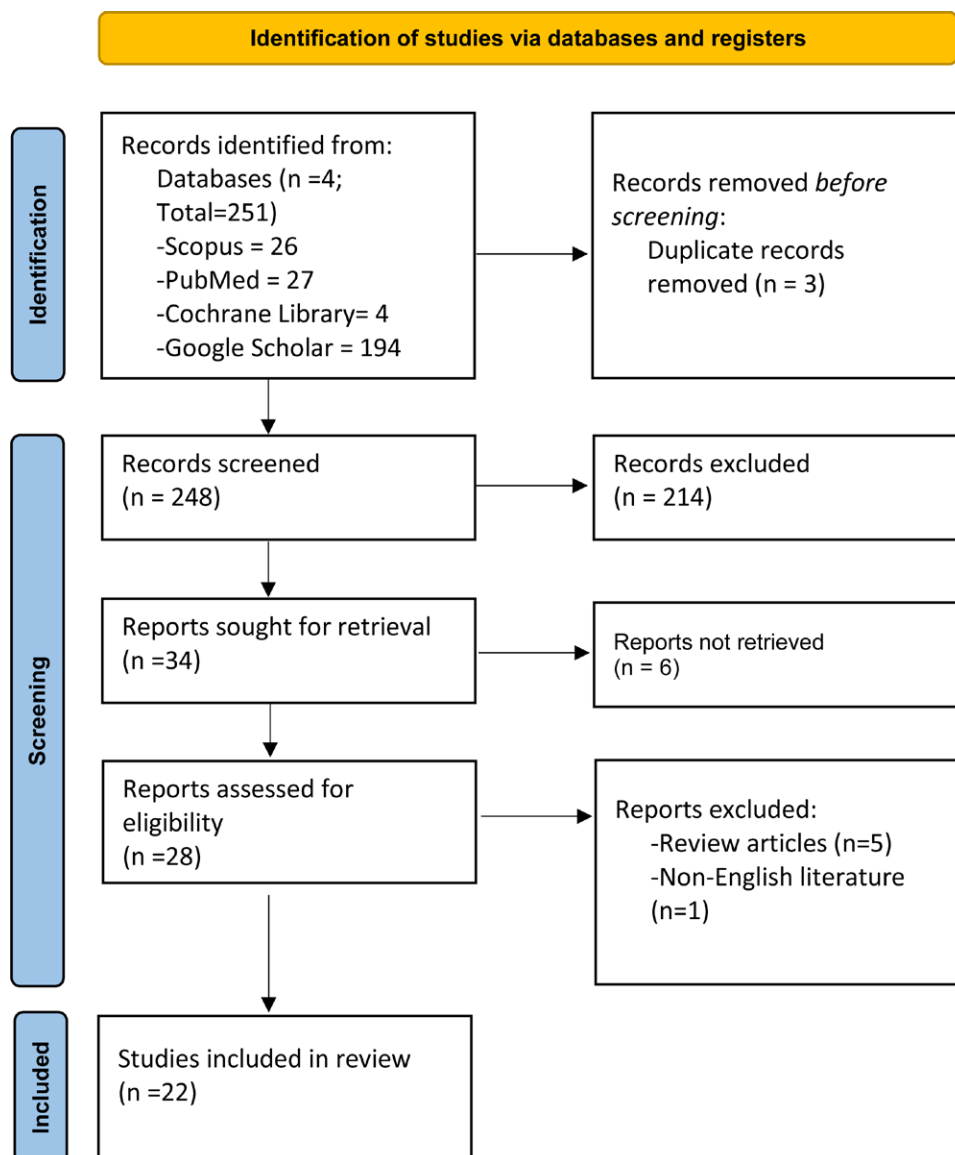 Identification of studies via databases and registers
Identification
Records identified from:
Databases (n =4;
Total=251)
-Scopus = 26
-PubMed = 27
-Cochrane Library= 4
-Google Scholar = 194
Records removed before
screening:
Duplicate records
removed (n = 3)
Screening
Records screened
(n = 248)
Records excluded
(n = 214)
Reports sought for retrieval
(n =34)
Reports not retrieved
(n = 6)
Reports assessed for
eligibility
(n =28)
Reports excluded:
-Review articles (n=5)
-Non-English literature
(n=1)
Included
Studies included in review
(n =22)